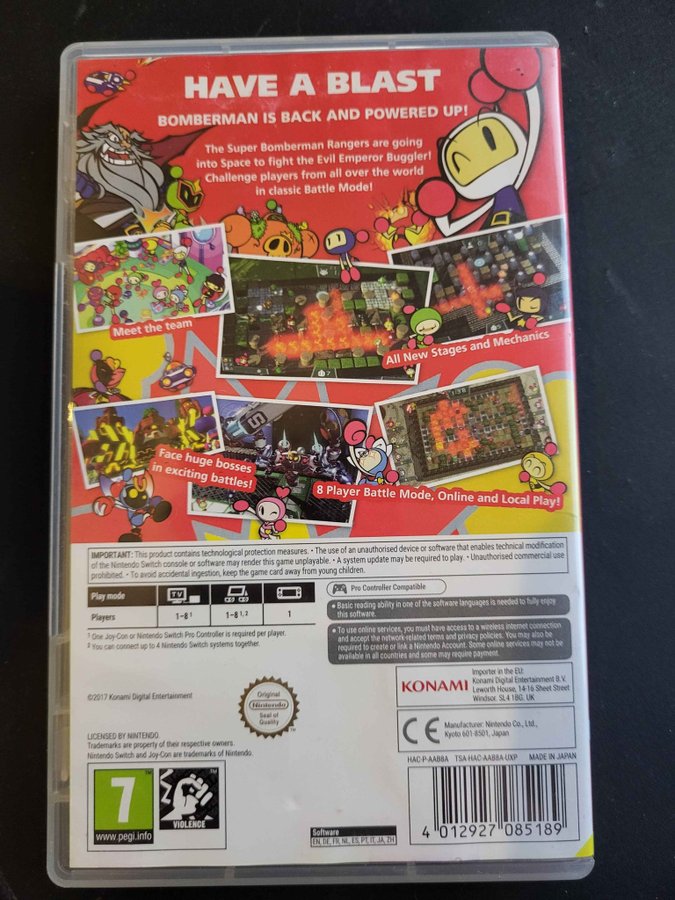 HAVE A BLAST
BOMBERMAN IS BACK AND POWERED UP!
The Super Bomberman Rangers are going
into Space to fight the Evil Emperor Buggler!
Challenge players from all over the world
in classic Battle Mode!
Meet the team
All New Stages and Mechanics
Face huge bosses
in exciting battles!
8 Player Battle Mode, Online and Local Play!
IMPORTANT: This product contains technological protection measures. • The use of an unauthorised device or software that enables technical modification
of the Nintendo Switch console or software may render this game unplayable. • A system update may be required to play. • Unauthorised commercial use
prohibited. • To avoid accidental ingestion, keep the game card away from young children.
Play mode
TV
Players
1-8 ¹
1-8 ¹, ²
1
¹ One Joy-Con or Nintendo Switch Pro Controller is required per player.
² You can connect up to 4 Nintendo Switch systems together.
Pro Controller Compatible
• Basic reading ability in one of the software languages is needed to fully enjoy
this software.
• To use online services, you must have access to a wireless internet connection
and accept the network-related terms and privacy policies. You may also be
required to create or link a Nintendo Account. Some online services may not be
available in all countries and some may require payment.
©2017 Konami Digital Entertainment
Original
Nintendo
Seal of
Quality
KONAMI
Importer in the EU:
Konami Digital Entertainment B.V.
Leworth House, 14-16 Sheet Street
Windsor. SL4 1BG. UK
CE
Manufacturer: Nintendo Co., Ltd.,
Kyoto 601-8501, Japan
LICENSED BY NINTENDO.
Trademarks are property of their respective owners.
Nintendo Switch and Joy-Con are trademarks of Nintendo.
HAC-P-AABBA TSA-HAC-AABBA-UXP MADE IN JAPAN
7
www.pegi.info
VIOLENCE
Software
EN, DE, FR, NL, ES, PT, IT, JA, ZH
4 012927 085189